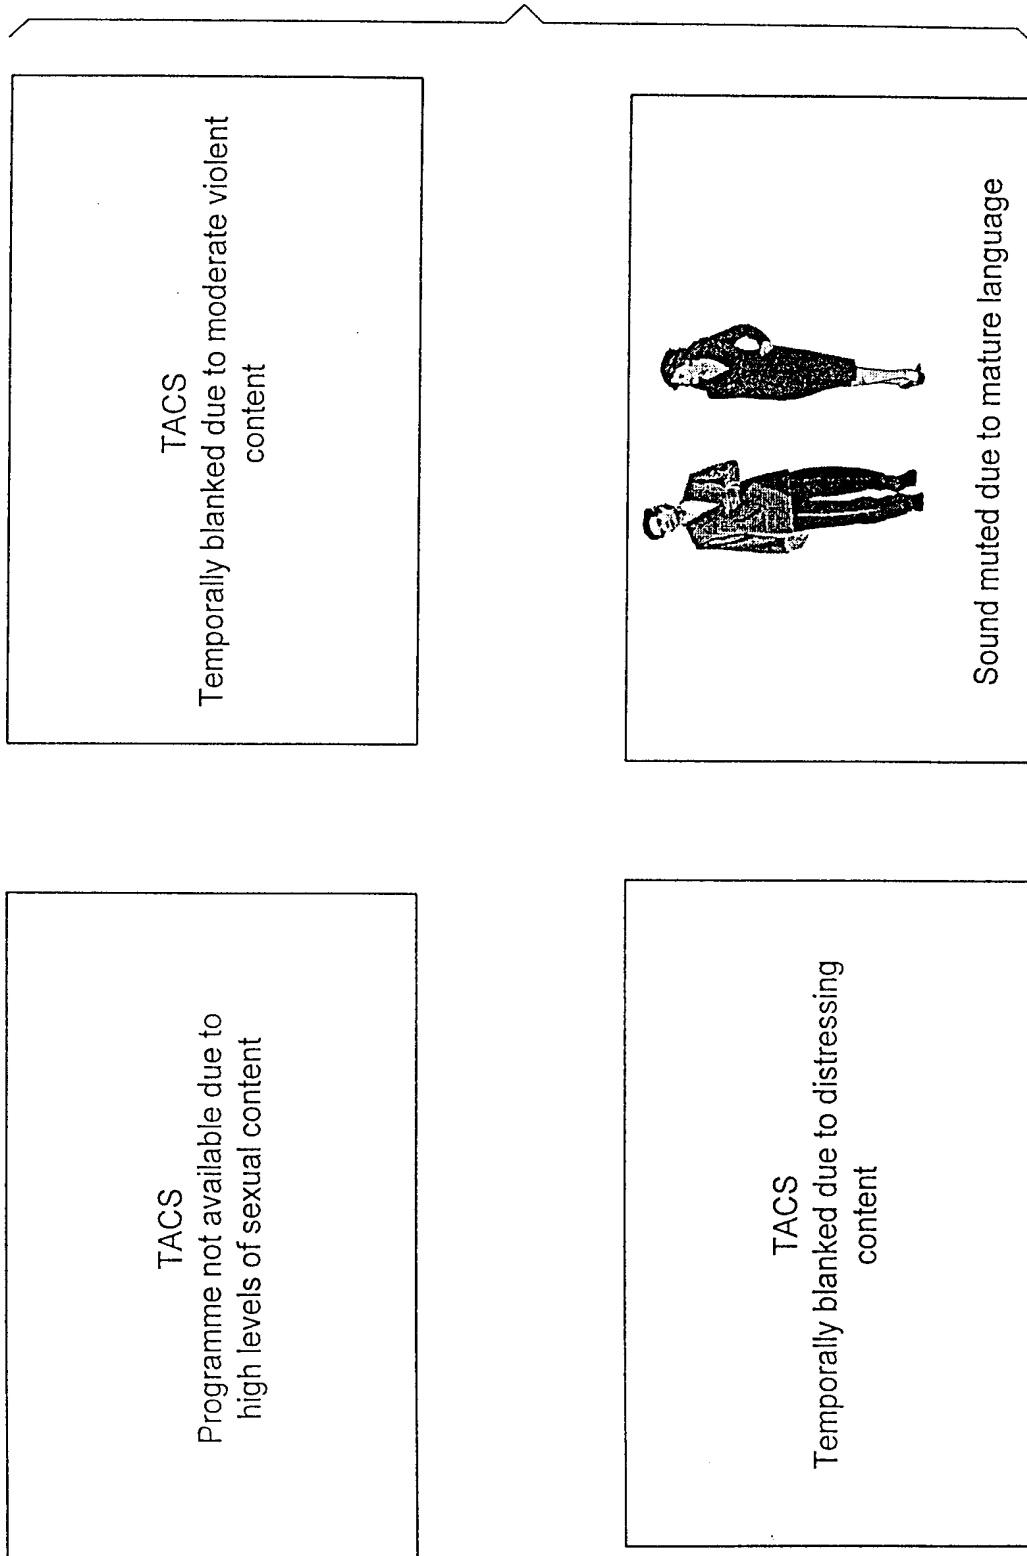 TACS
Programme not available due to
high levels of sexual content
TACS
Temporally blanked due to moderate violent
content
TACS
Temporally blanked due to distressing
content
Sound muted due to mature language